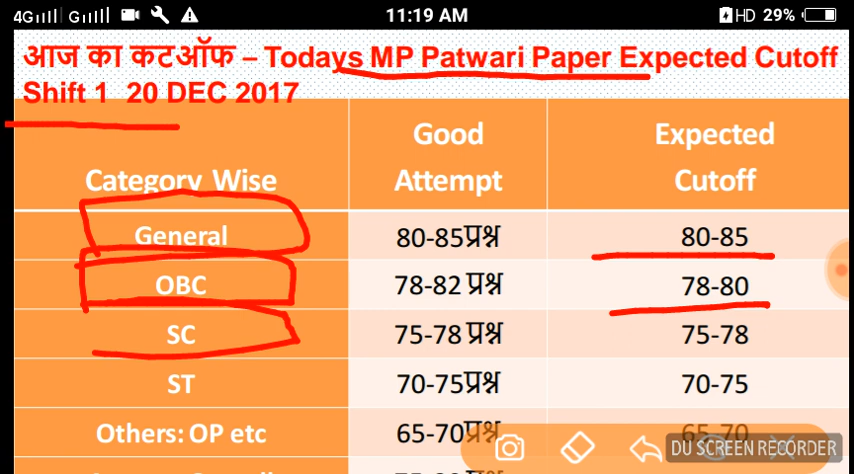 4G G HD 29%
11:19 AM
आज का कटऑफ – Todays MP Patwari Paper Expected Cutoff
Shift 1 20 DEC 2017
Category Wise Good Attempt Expected Cutoff
General 80-85प्रश्न 80-85
OBC 78-82 प्रश्न 78-80
SC 75-78 प्रश्न 75-78
ST 70-75प्रश्न 70-75
Others: OP etc 65-70प्रश्न 65-70
DU SCREEN RECORDER